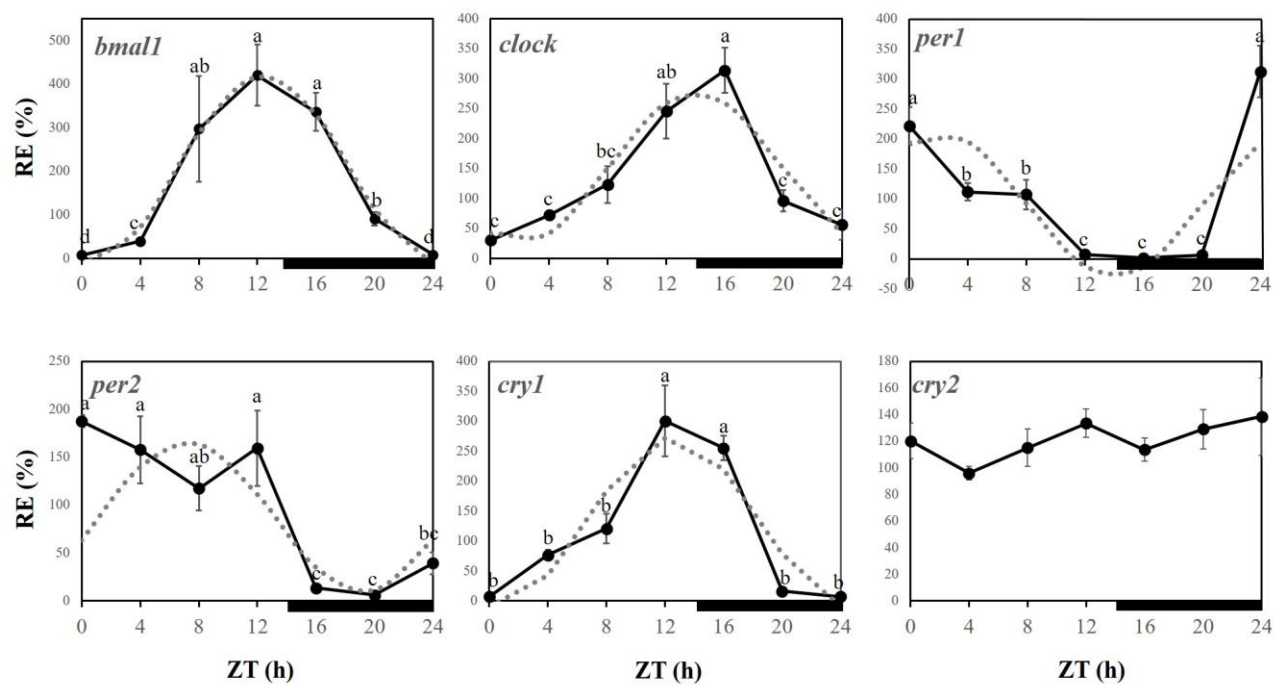 RE (%)
bmal1
500
400
300
200
100
0
d
c
ab
a
a
b
d
0 4 8 12 16 20 24
clock
400
350
300
250
200
150
100
50
0
c
c
bc
ab
a
c
c
0 4 8 12 16 20 24
per1
400
350
300
250
200
150
100
50
0
-50
a
b
b
c
c
c
a
0 4 8 12 16 20 24
RE (%)
per2
250
200
150
100
50
0
a
a
ab
a
c
c
bc
0 4 8 12 16 20 24
ZT (h)
cry1
400
350
300
250
200
150
100
50
0
b
b
b
a
a
b
b
0 4 8 12 16 20 24
ZT (h)
cry2
180
160
140
120
100
80
60
40
20
0
0 4 8 12 16 20 24
ZT (h)